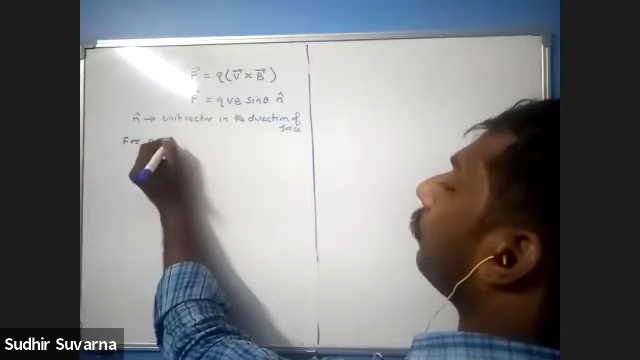 F⃗ = q(V⃗ × B⃗)
F⃗ = qVB sinθ n̂
n̂ → unit vector in the direction of
force
For
Sudhir Suvarna